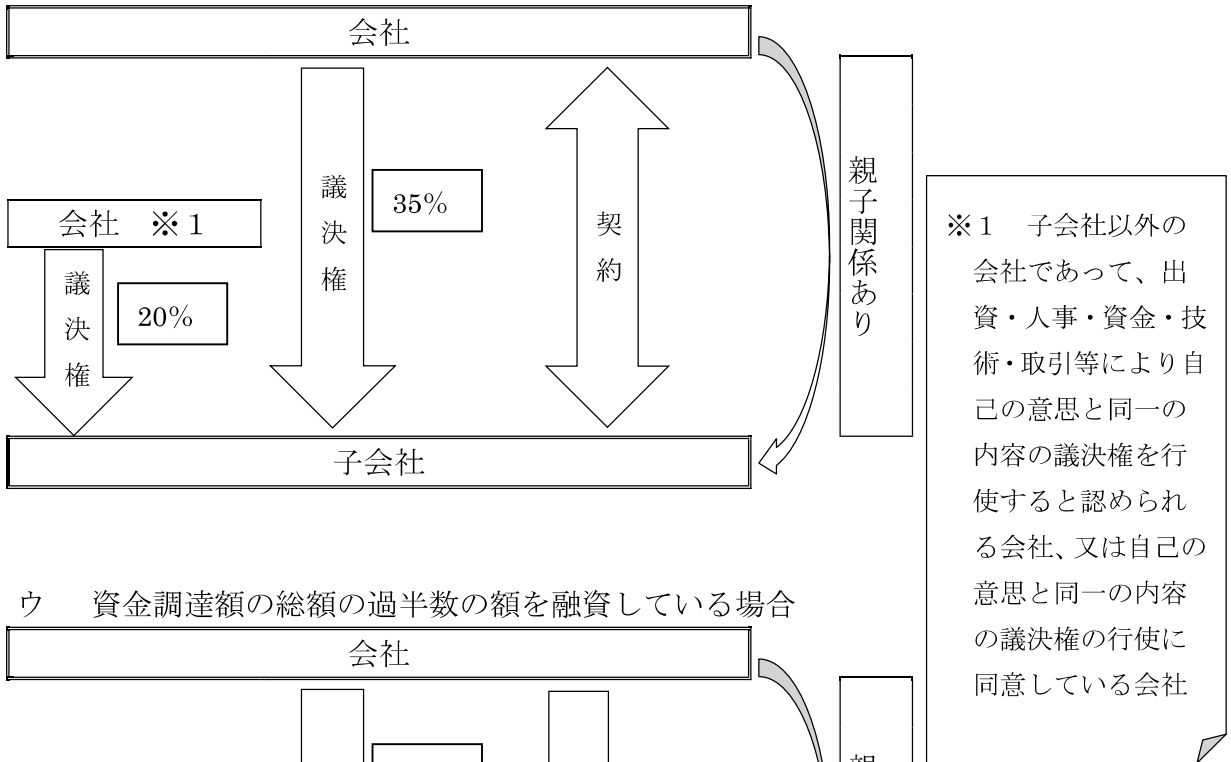 会社
議決権
35%
契約
親子関係あり
会社 ※1
議決権
20%
子会社
※1 子会社以外の
会社であって、出
資・人事・資金・技
術・取引等により自
己の意思と同一の
内容の議決権を行
使すると認められ
る会社、又は自己の
意思と同一の内容
の議決権の行使に
同意している会社
ウ 資金調達額の総額の過半数の額を融資している場合
会社